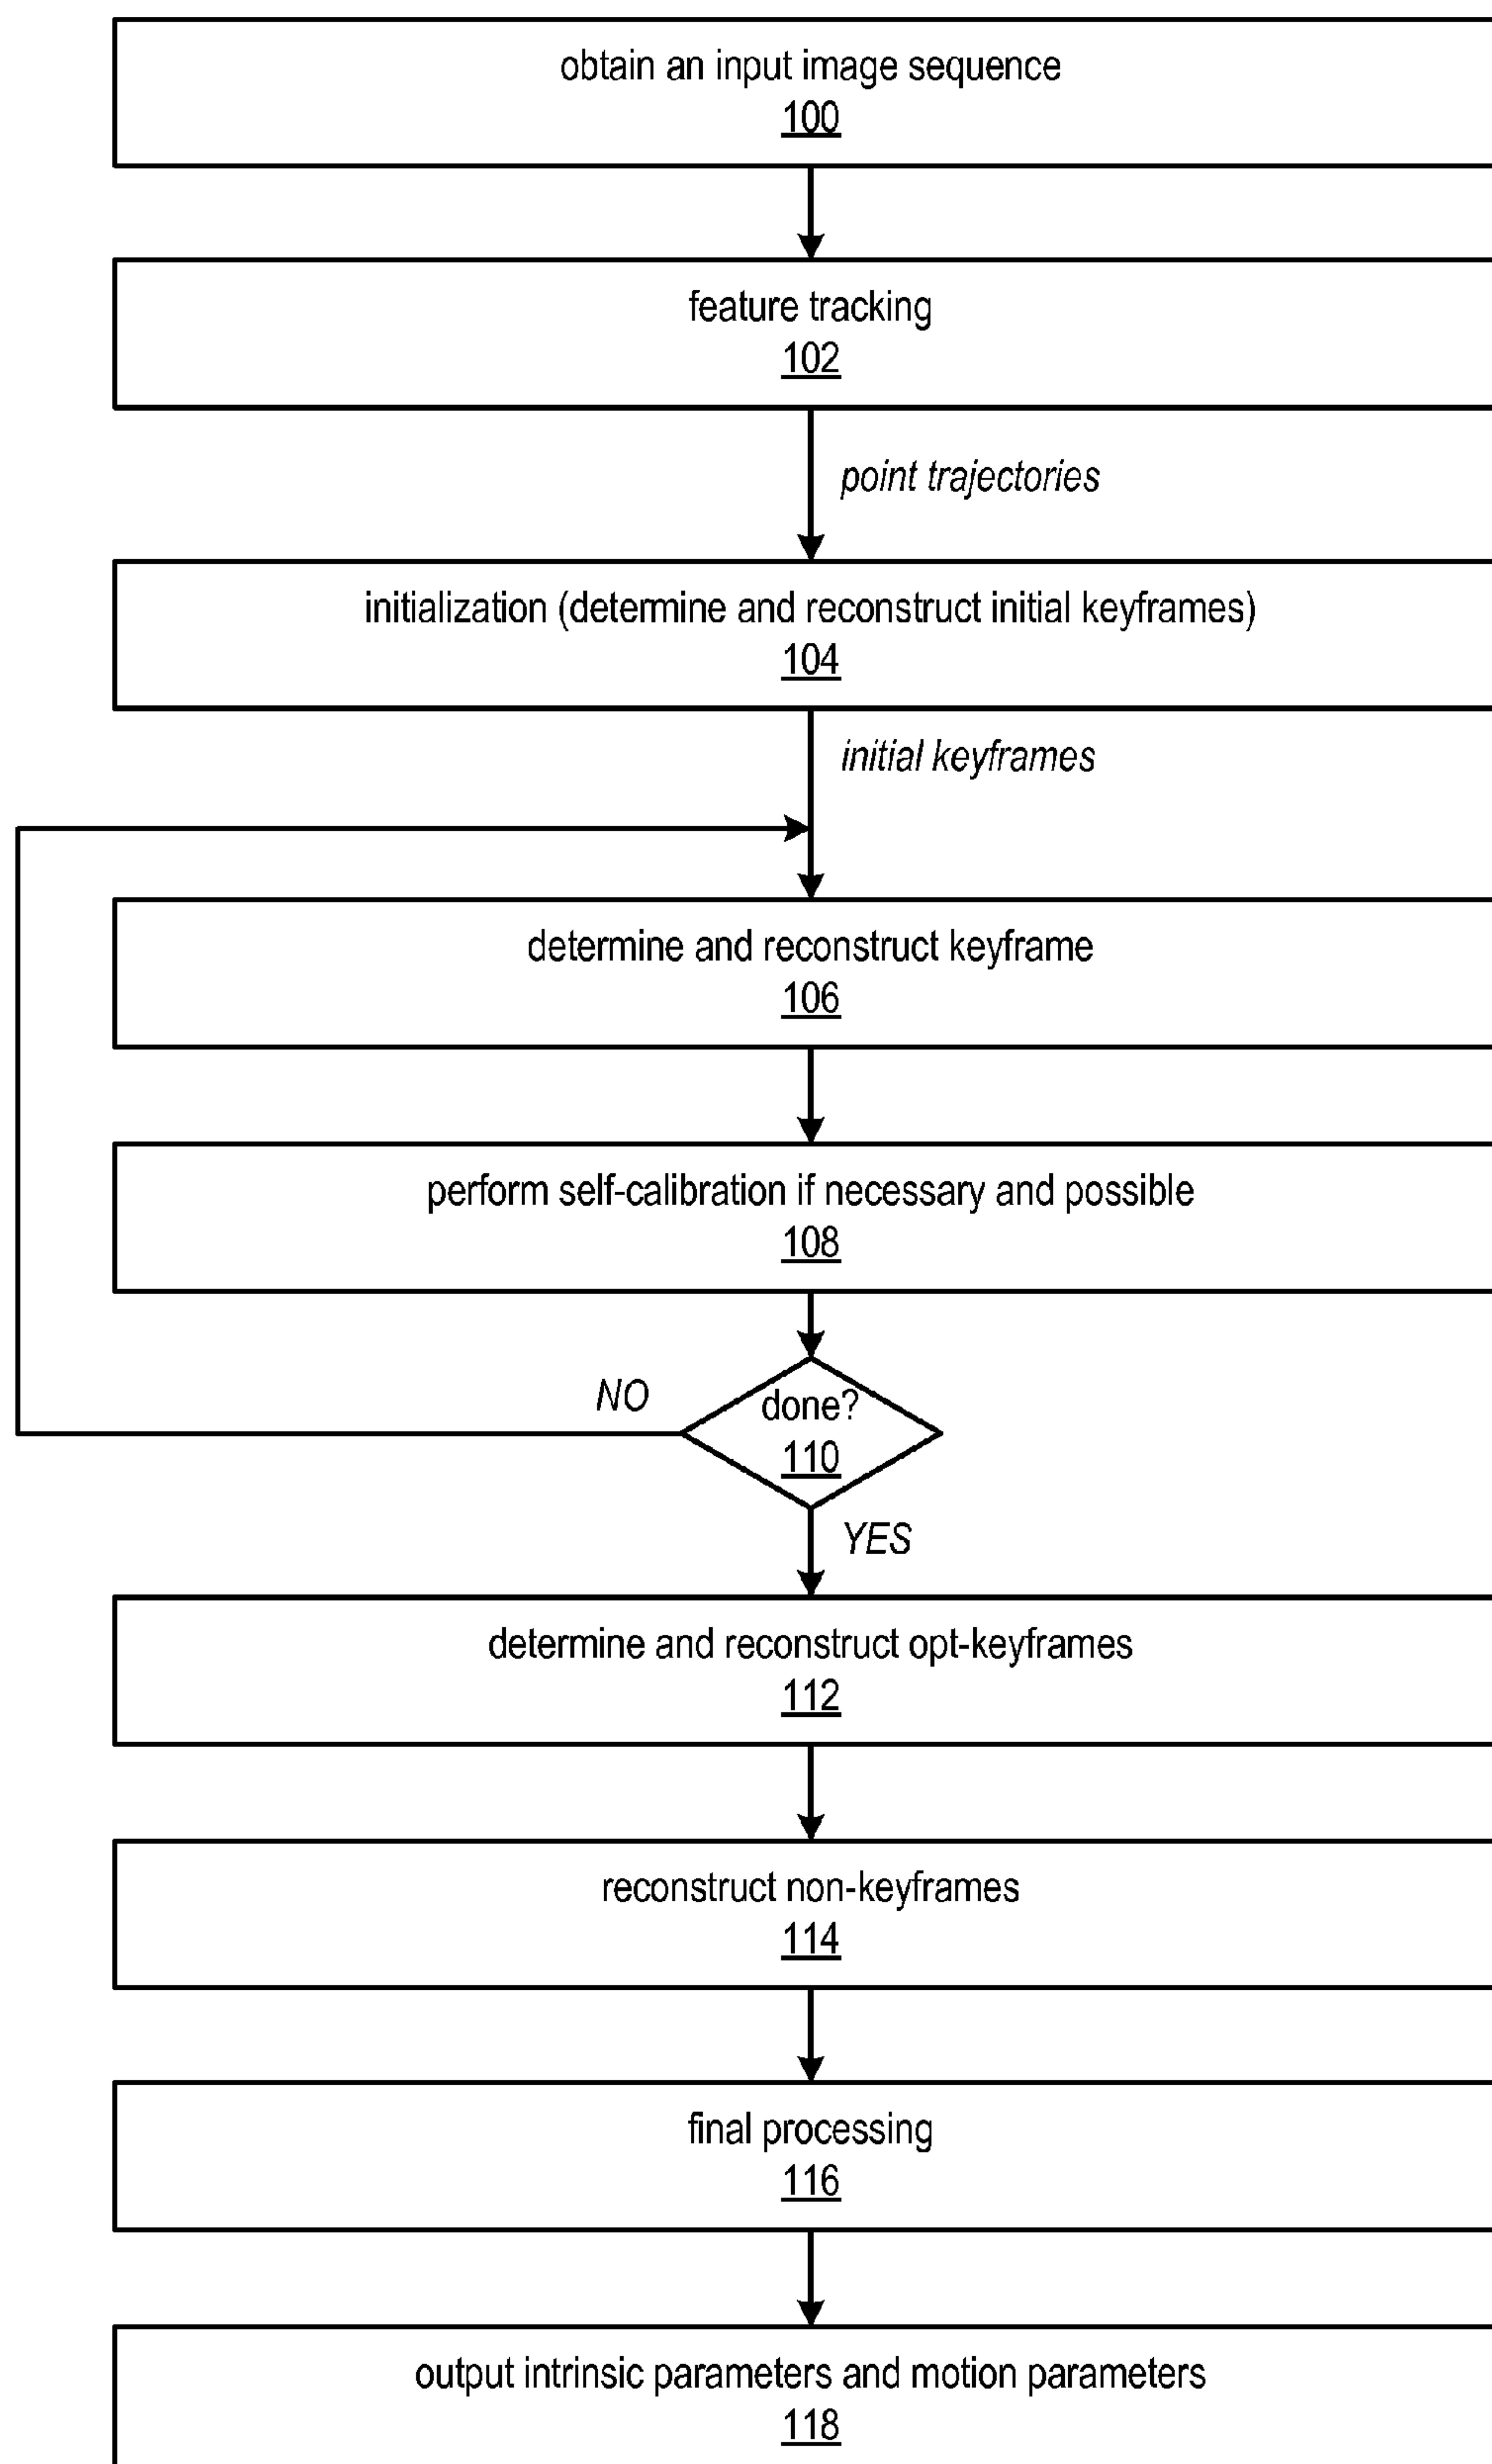 obtain an input image sequence
100
feature tracking
102
point trajectories
initialization (determine and reconstruct initial keyframes)
104
initial keyframes
determine and reconstruct keyframe
106
perform self-calibration if necessary and possible
108
NO
done?
110
YES
determine and reconstruct opt-keyframes
112
reconstruct non-keyframes
114
final processing
116
output intrinsic parameters and motion parameters
118